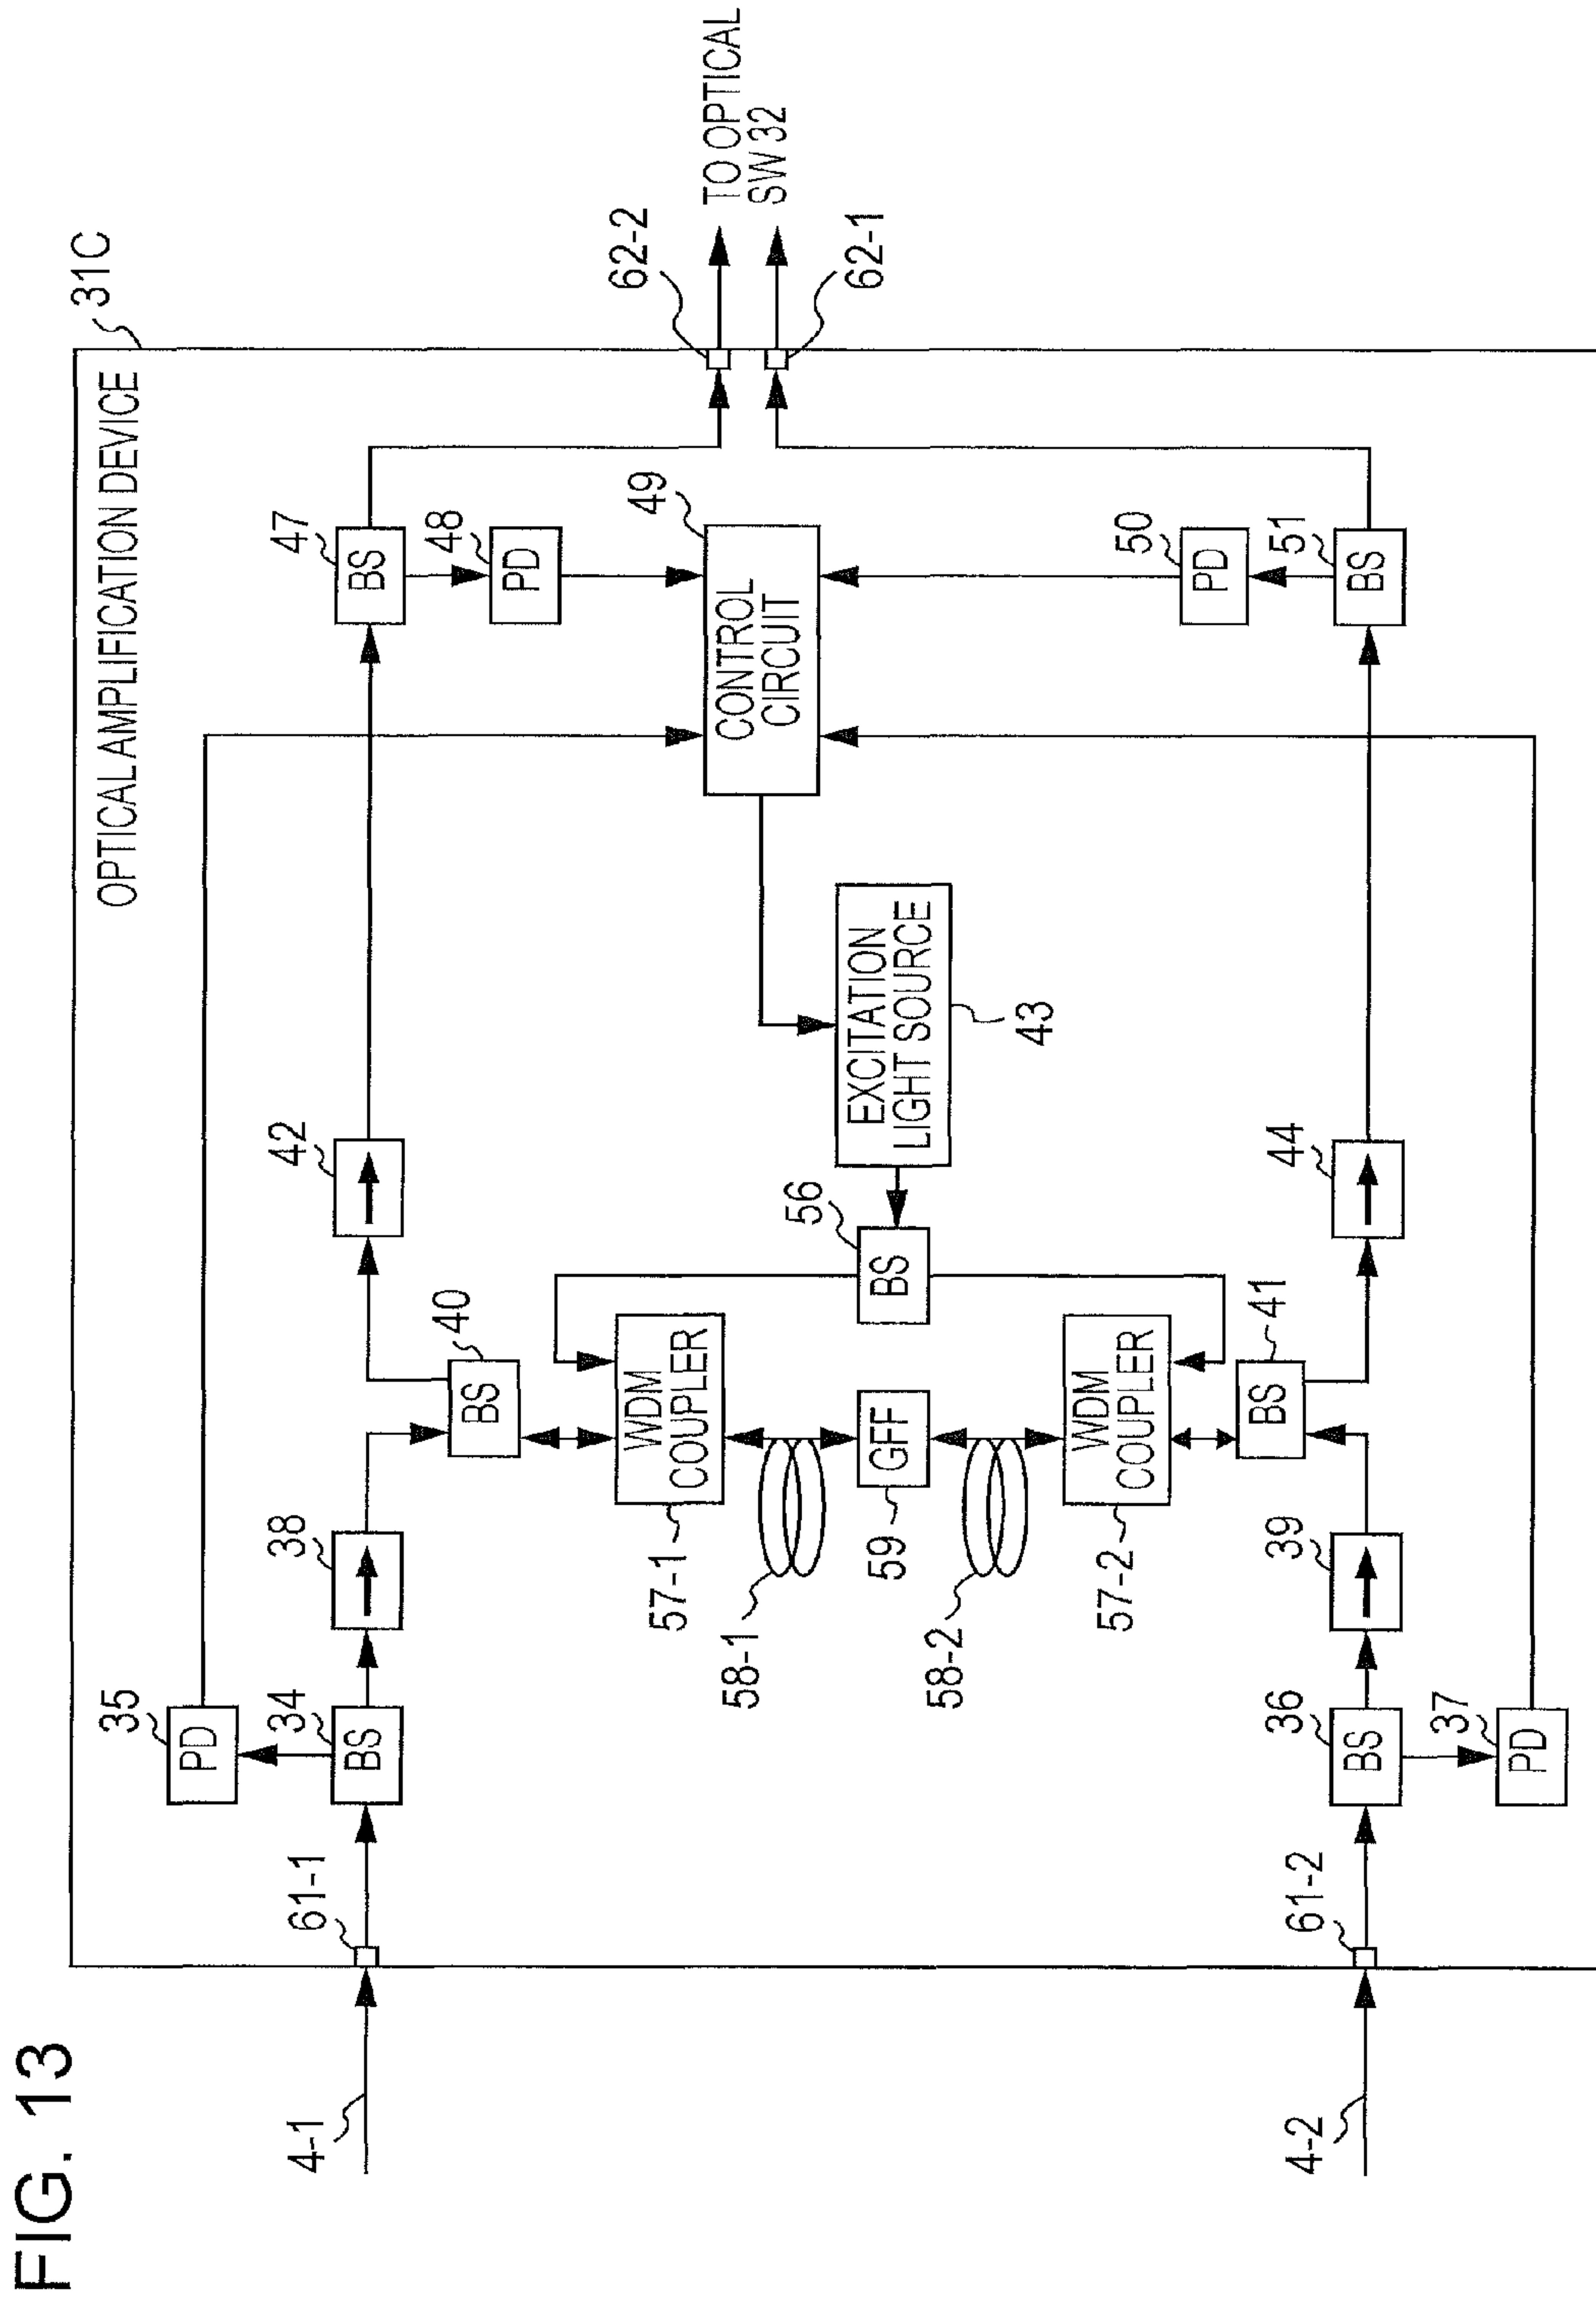 FIG. 13
OPTICAL AMPLIFICATION DEVICE
31C
35
PD
34
BS
38
42
47
BS
48
PD
40
BS
61-1
4-1
57-1
WDM
COUPLER
58-1
59
GFF
58-2
57-2
WDM
COUPLER
56
BS
EXCITATION
LIGHT SOURCE
43
49
CONTROL
CIRCUIT
62-2
62-1
TO OPTICAL
SW 32
50
PD
51
BS
41
BS
44
39
36
BS
37
PD
61-2
4-2